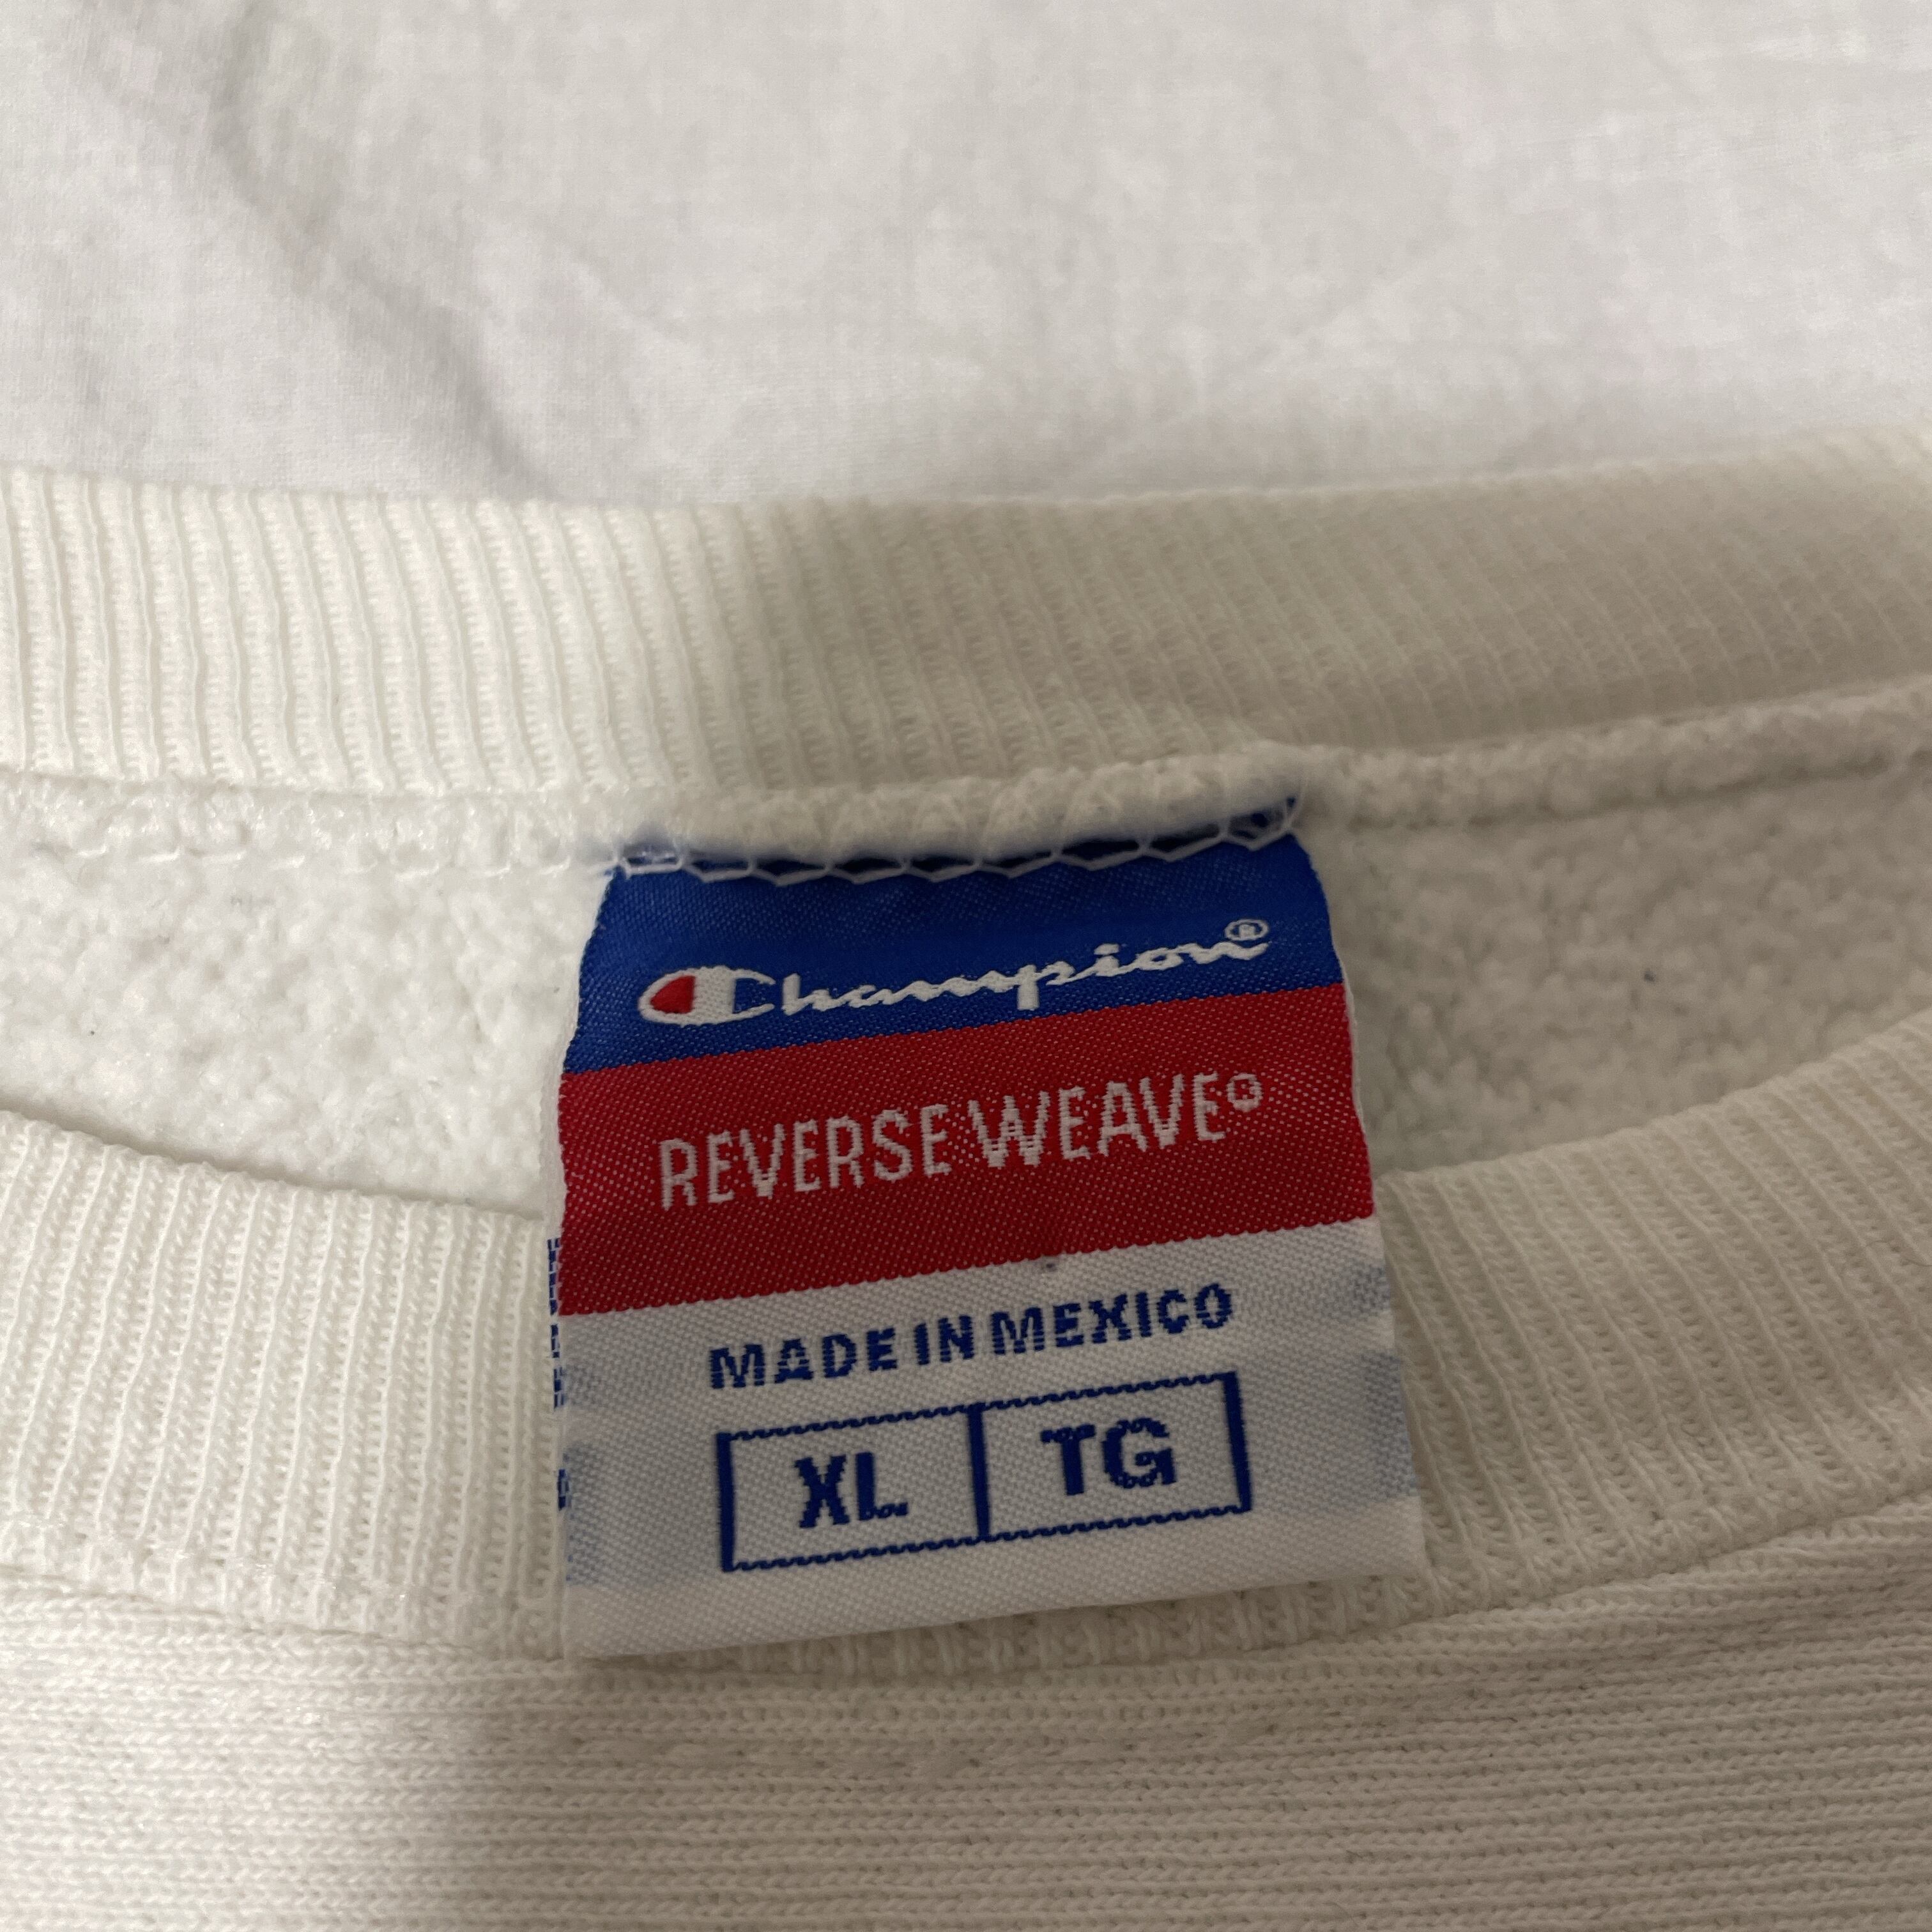 Champion®
REVERSE WEAVE®
MADE IN MEXICO
XL TG